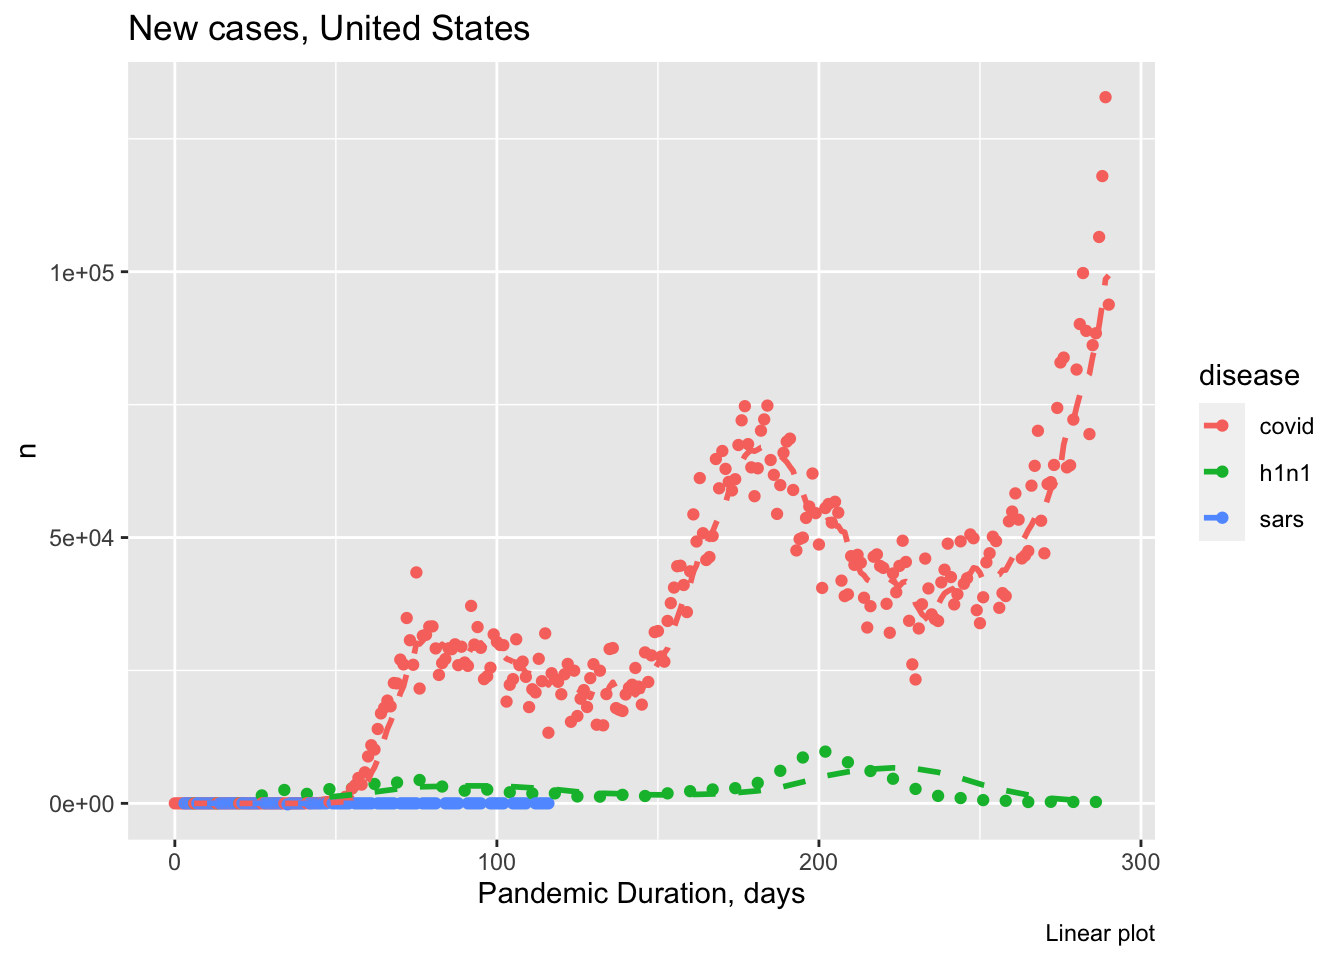 New cases, United States
n
1e+05
5e+04
0e+00
0 100 200 300
Pandemic Duration, days
Linear plot
disease
covid
h1n1
sars